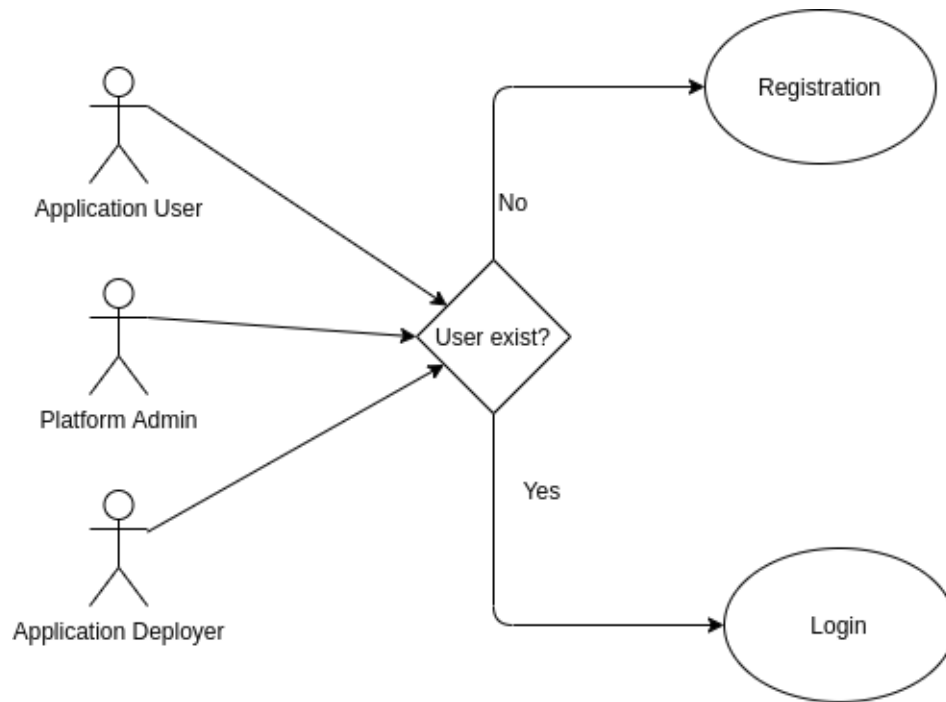 Registration
Application User
No
User exist?
Platform Admin
Yes
Login
Application Deployer